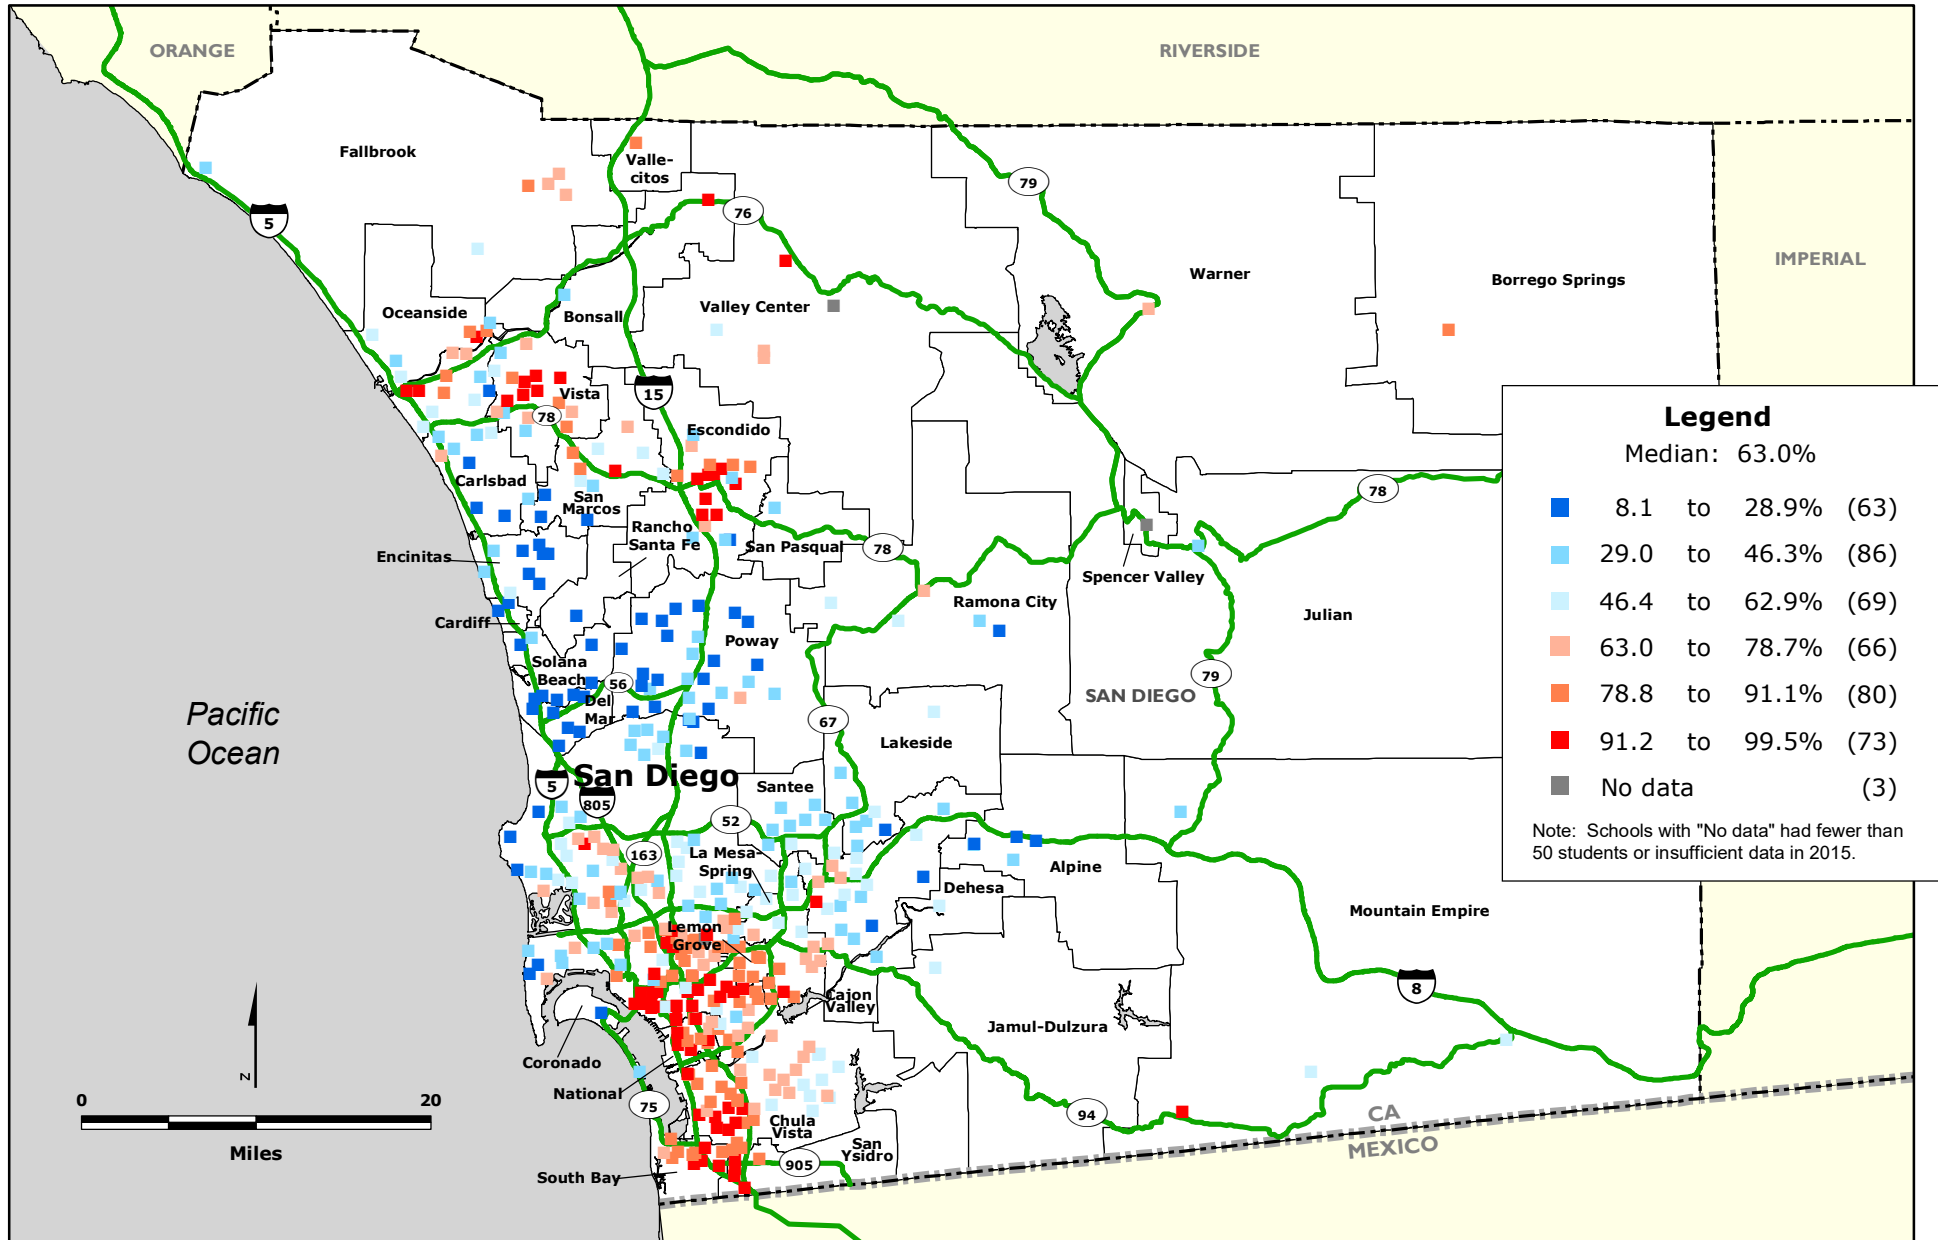 ORANGE
RIVERSIDE
Fallbrook
Valle-
citos
79
76
5
Warner
IMPERIAL
Borrego Springs
Oceanside
Bonsall
Valley Center
15
Vista
78
Escondido
Carlsbad
San
Marcos
Rancho
Santa Fe
San Pasqual
78
78
Encinitas
Spencer Valley
Ramona City
Julian
Cardiff
Poway
Solana
Beach
56
Del
Mar
79
SAN DIEGO
67
Lakeside
Pacific
Ocean
San Diego
5
805
Santee
52
163
La Mesa-
Spring
Alpine
Dehesa
Mountain Empire
Lemon
Grove
8
Cajon
Valley
Jamul-Dulzura
Coronado
National
75
94
Chula
Vista
San
Ysidro
905
South Bay
CA
MEXICO
z
0 20
Miles
Legend
Median: 63.0%
8.1 to 28.9% (63)
29.0 to 46.3% (86)
46.4 to 62.9% (69)
63.0 to 78.7% (66)
78.8 to 91.1% (80)
91.2 to 99.5% (73)
No data (3)
Note: Schools with "No data" had fewer than
50 students or insufficient data in 2015.